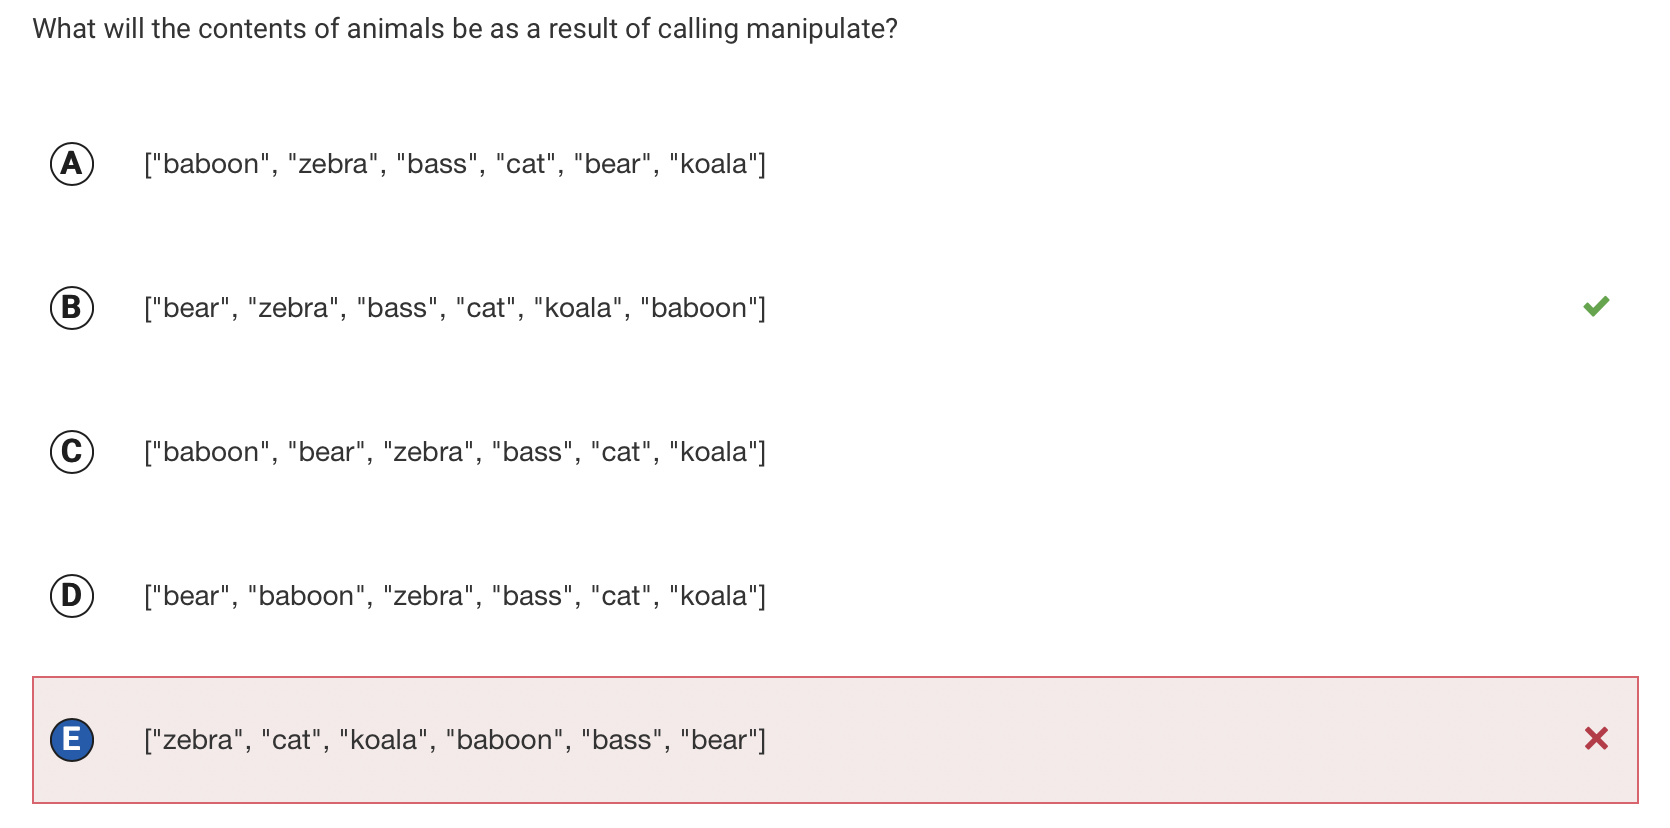 What will the contents of animals be as a result of calling manipulate?
A ["baboon", "zebra", "bass", "cat", "bear", "koala"]
B ["bear", "zebra", "bass", "cat", "koala", "baboon"]
C ["baboon", "bear", "zebra", "bass", "cat", "koala"]
D ["bear", "baboon", "zebra", "bass", "cat", "koala"]
E ["zebra", "cat", "koala", "baboon", "bass", "bear"]